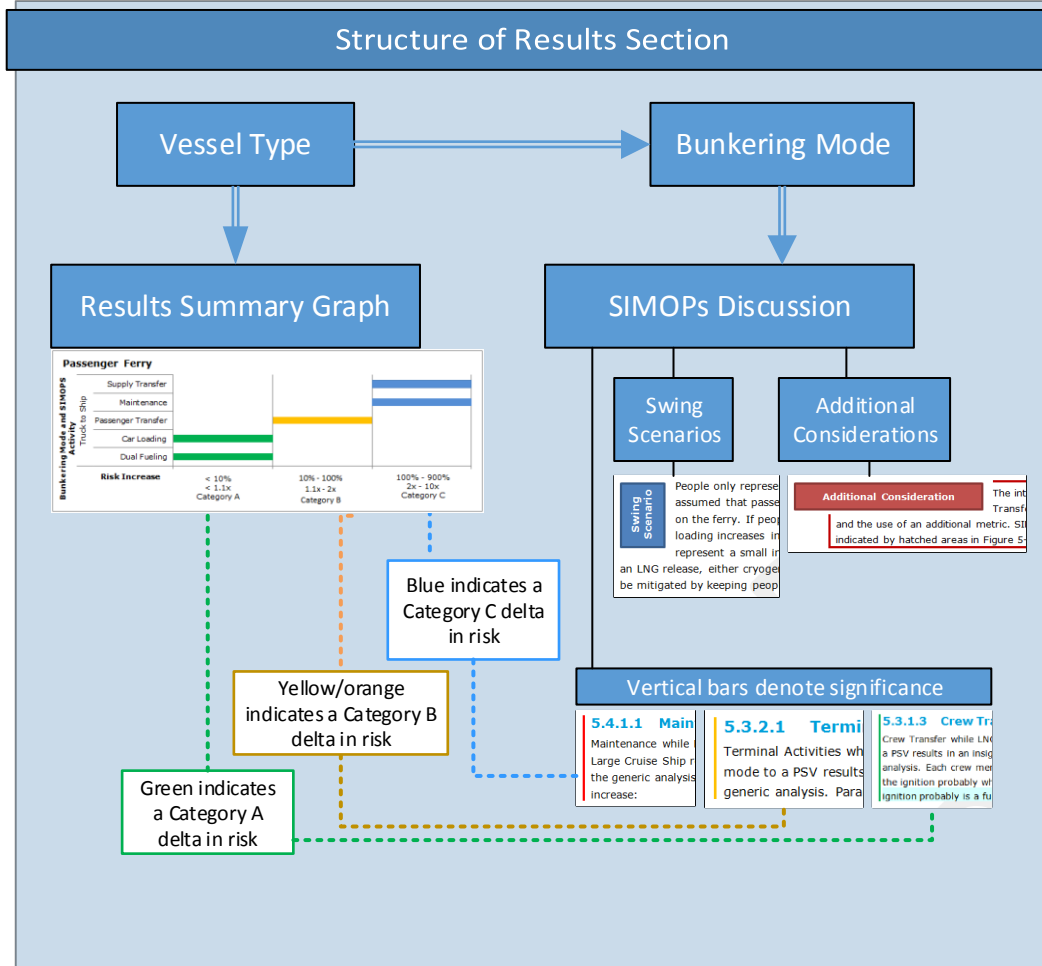 Structure of Results Section
Vessel Type
Bunkering Mode
Results Summary Graph
SIMOPs Discussion
Passenger Ferry
Bunkering Mode and SIMOPS
Activity
Truck to Ship
Supply Transfer
Maintenance
Passenger Transfer
Car Loading
Dual Fueling
Risk Increase
< 10%
< 1.1x
Category A
10% - 100%
1.1x - 2x
Category B
100% - 900%
2x - 10x
Category C
Swing
Scenarios
Additional
Considerations
Swing
Scenario
People only represe
assumed that passe
on the ferry. If peop
loading increases in
represent a small in
an LNG release, either cryoger
be mitigated by keeping peop
Additional Consideration
The int
Transfe
and the use of an additional metric. SI
indicated by hatched areas in Figure 5-
Blue indicates a
Category C delta
in risk
Yellow/orange
indicates a Category B
delta in risk
Green indicates
a Category A
delta in risk
Vertical bars denote significance
5.4.1.1 Main
Maintenance while
Large Cruise Ship r
the generic analysis
increase:
5.3.2.1 Termi
Terminal Activities wh
mode to a PSV results
generic analysis. Para
5.3.1.3 Crew Tra
Crew Transfer while LNG
a PSV results in an insig
analysis. Each crew mer
the ignition probably wh
ignition probably is a fu